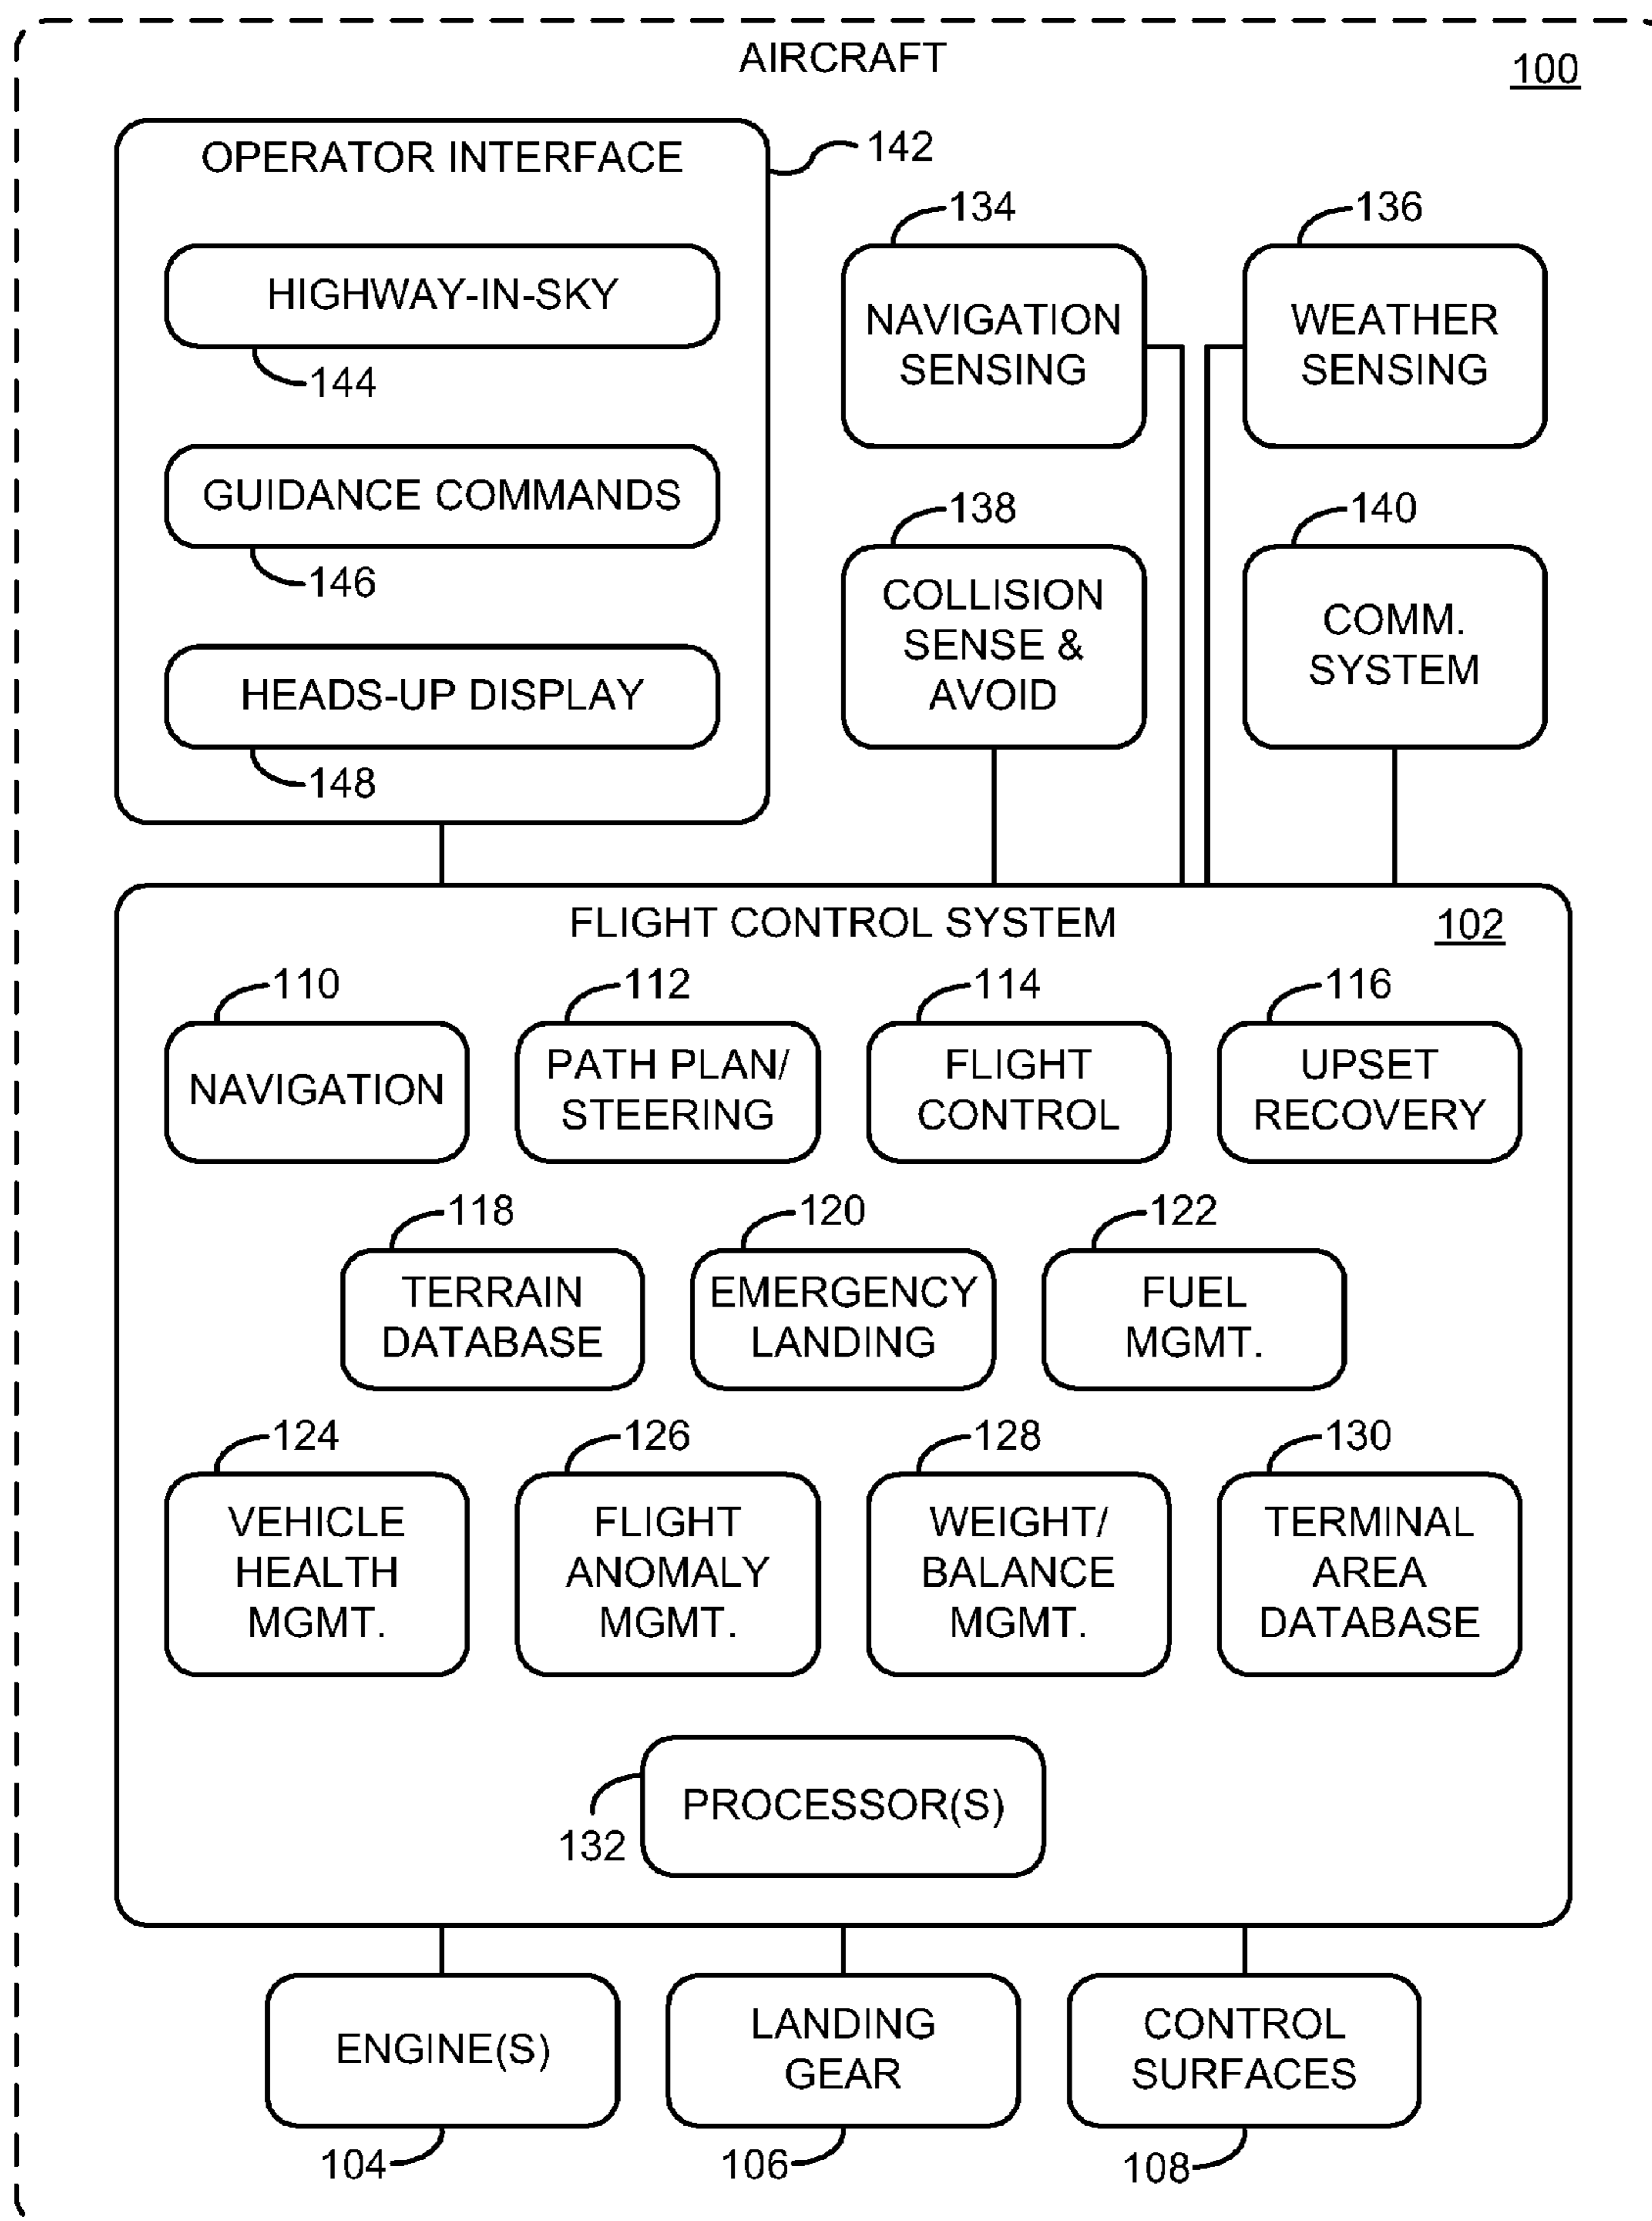 AIRCRAFT
100
OPERATOR INTERFACE
142
HIGHWAY-IN-SKY
144
GUIDANCE COMMANDS
146
HEADS-UP DISPLAY
148
134
NAVIGATION
SENSING
136
WEATHER
SENSING
138
COLLISION
SENSE &
AVOID
140
COMM.
SYSTEM
FLIGHT CONTROL SYSTEM
102
110
NAVIGATION
112
PATH PLAN/
STEERING
114
FLIGHT
CONTROL
116
UPSET
RECOVERY
118
TERRAIN
DATABASE
120
EMERGENCY
LANDING
122
FUEL
MGMT.
124
VEHICLE
HEALTH
MGMT.
126
FLIGHT
ANOMALY
MGMT.
128
WEIGHT/
BALANCE
MGMT.
130
TERMINAL
AREA
DATABASE
PROCESSOR(S)
132
ENGINE(S)
104
LANDING
GEAR
106
CONTROL
SURFACES
108